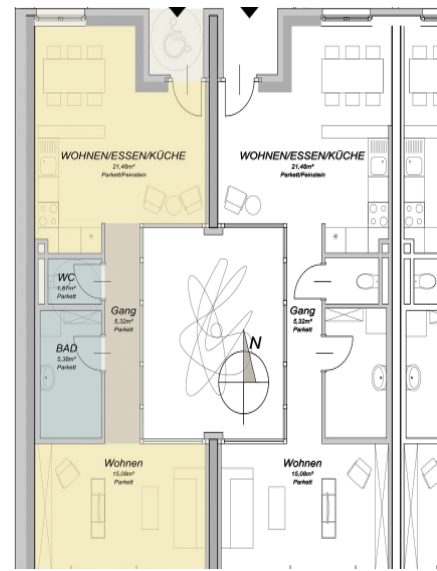 WOHNEN/ESSEN/KÜCHE
21,48m²
Parkett/Feinstein
WOHNEN/ESSEN/KÜCHE
21,48m²
Parkett/Feinstein
WC
1,67m²
Parkett
Gang
5,32m²
Parkett
Gang
5,32m²
Parkett
N
BAD
5,38m²
Parkett
Wohnen
15,08m²
Parkett
Wohnen
15,08m²
Parkett